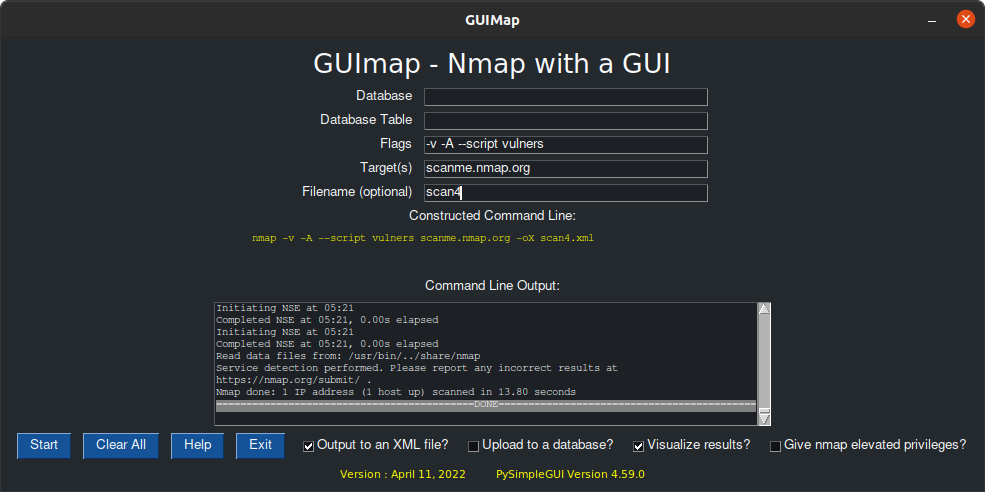 GUIMap
GUImap - Nmap with a GUI
Database
Database Table
Flags -v -A --script vulners
Target(s) scanme.nmap.org
Filename (optional) scan4
Constructed Command Line:
nmap -v -A --script vulners scanme.nmap.org -oX scan4.xml
Command Line Output:
Initiating NSE at 05:21
Completed NSE at 05:21, 0.00s elapsed
Initiating NSE at 05:21
Completed NSE at 05:21, 0.00s elapsed
Read data files from: /usr/bin/../share/nmap
Service detection performed. Please report any incorrect results at
https://nmap.org/submit/ .
Nmap done: 1 IP address (1 host up) scanned in 13.80 seconds
DONE
Start Clear All Help Exit Output to an XML file? Upload to a database? Visualize results? Give nmap elevated privileges?
Version : April 11, 2022 PySimpleGUI Version 4.59.0